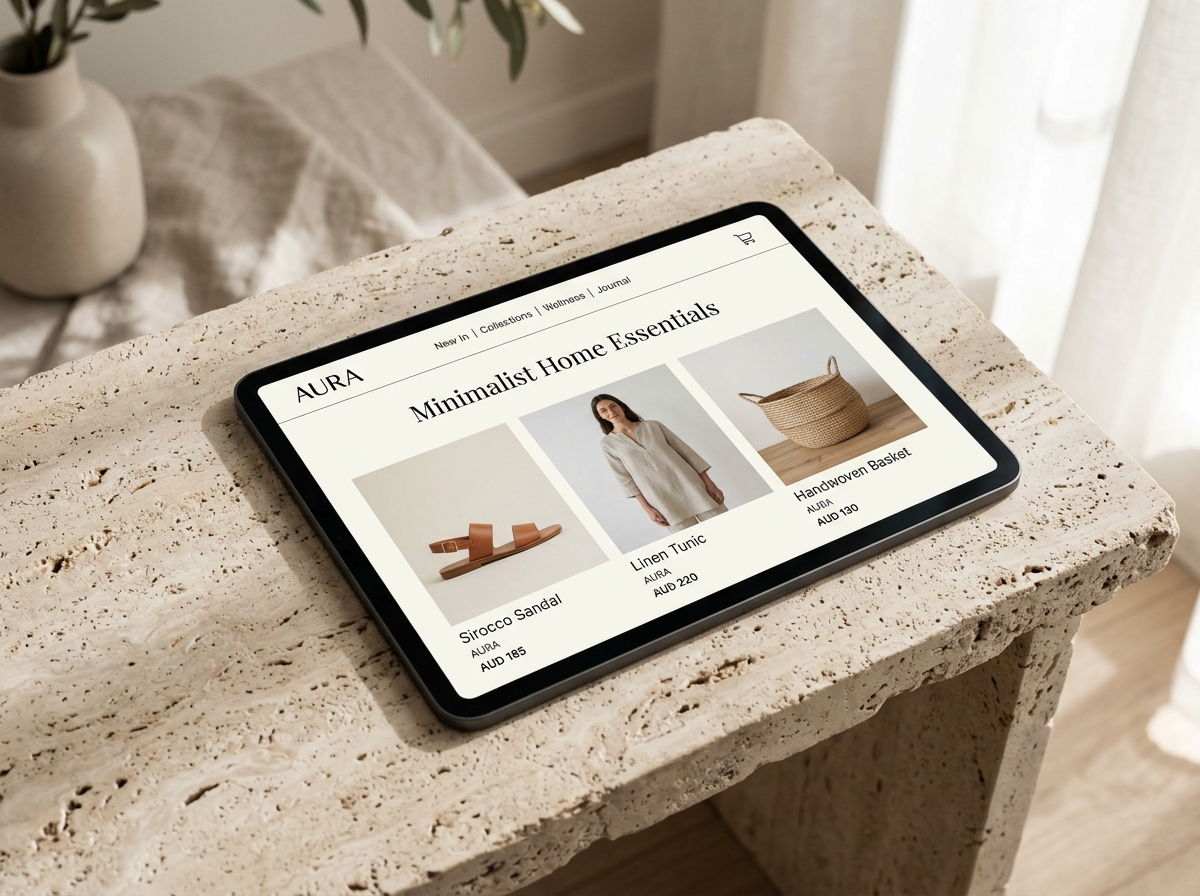 AURA
New In | Collections | Wellness | Journal
Minimalist Home Essentials
Sirocco Sandal
AURA
AUD 185
Linen Tunic
AURA
AUD 220
Handwoven Basket
AURA
AUD 130